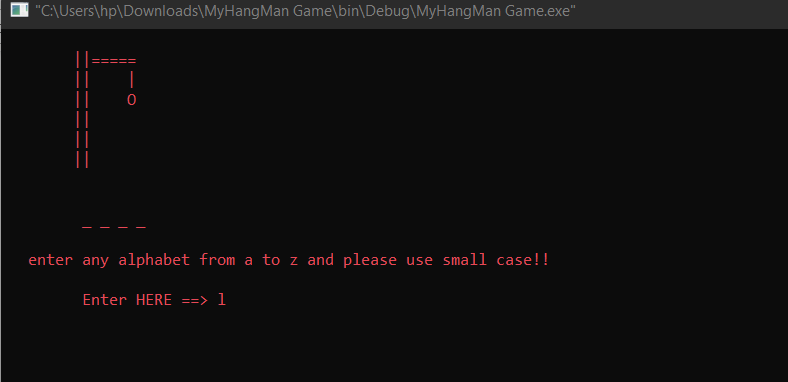 "C:\Users\hp\Downloads\MyHangMan Game\bin\Debug\MyHangMan Game.exe"
||=====
||    |
||    O
||
||
||
_ _ _ _
enter any alphabet from a to z and please use small case!!
Enter HERE ==> l